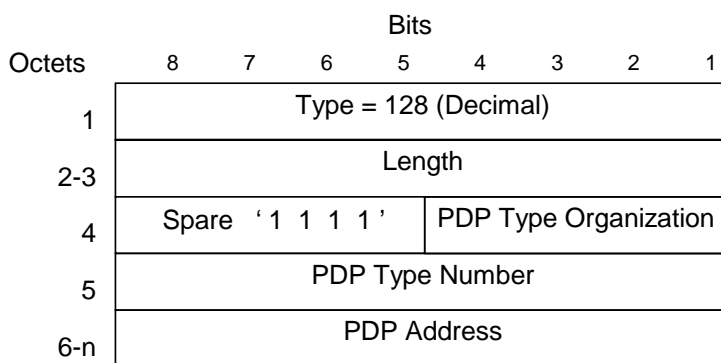 Bits
Octets 8 7 6 5 4 3 2 1
1 Type = 128 (Decimal)
2-3 Length
4 Spare ‘ 1 1 1 1 ’ PDP Type Organization
5 PDP Type Number
6-n PDP Address